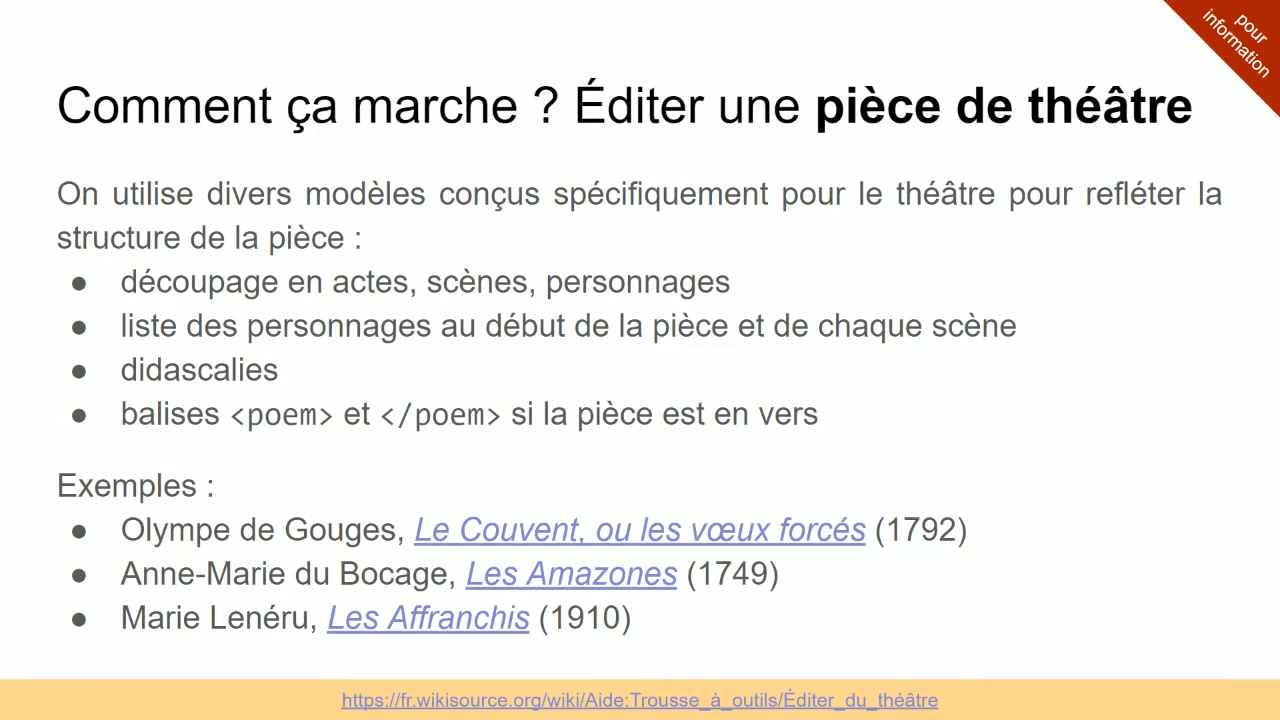 pour
information
Comment ça marche ? Éditer une pièce de théâtre
On utilise divers modèles conçus spécifiquement pour le théâtre pour refléter la
structure de la pièce :
● découpage en actes, scènes, personnages
● liste des personnages au début de la pièce et de chaque scène
● didascalies
● balises <poem> et </poem> si la pièce est en vers
Exemples :
● Olympe de Gouges, Le Couvent, ou les vœux forcés (1792)
● Anne-Marie du Bocage, Les Amazones (1749)
● Marie Lenéru, Les Affranchis (1910)
https://fr.wikisource.org/wiki/Aide:Trousse_à_outils/Éditer_du_théâtre